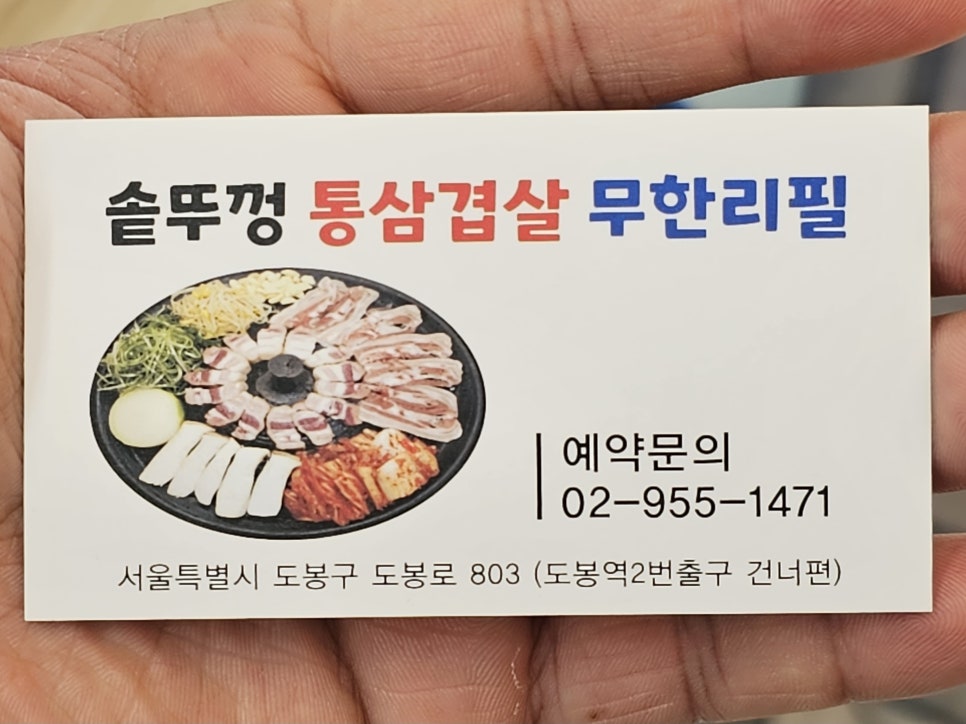 솥뚜껑 통삼겹살 무한리필
예약문의
02-955-1471
서울특별시 도봉구 도봉로 803 (도봉역2번출구 건너편)